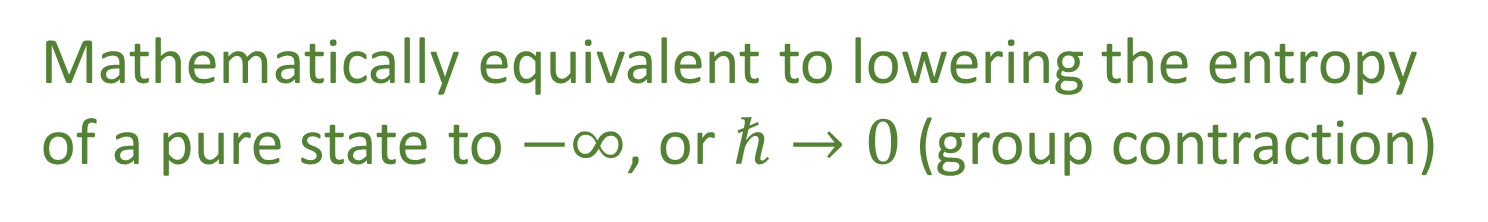 Mathematically equivalent to lowering the entropy
of a pure state to −∞, or ℏ → 0 (group contraction)